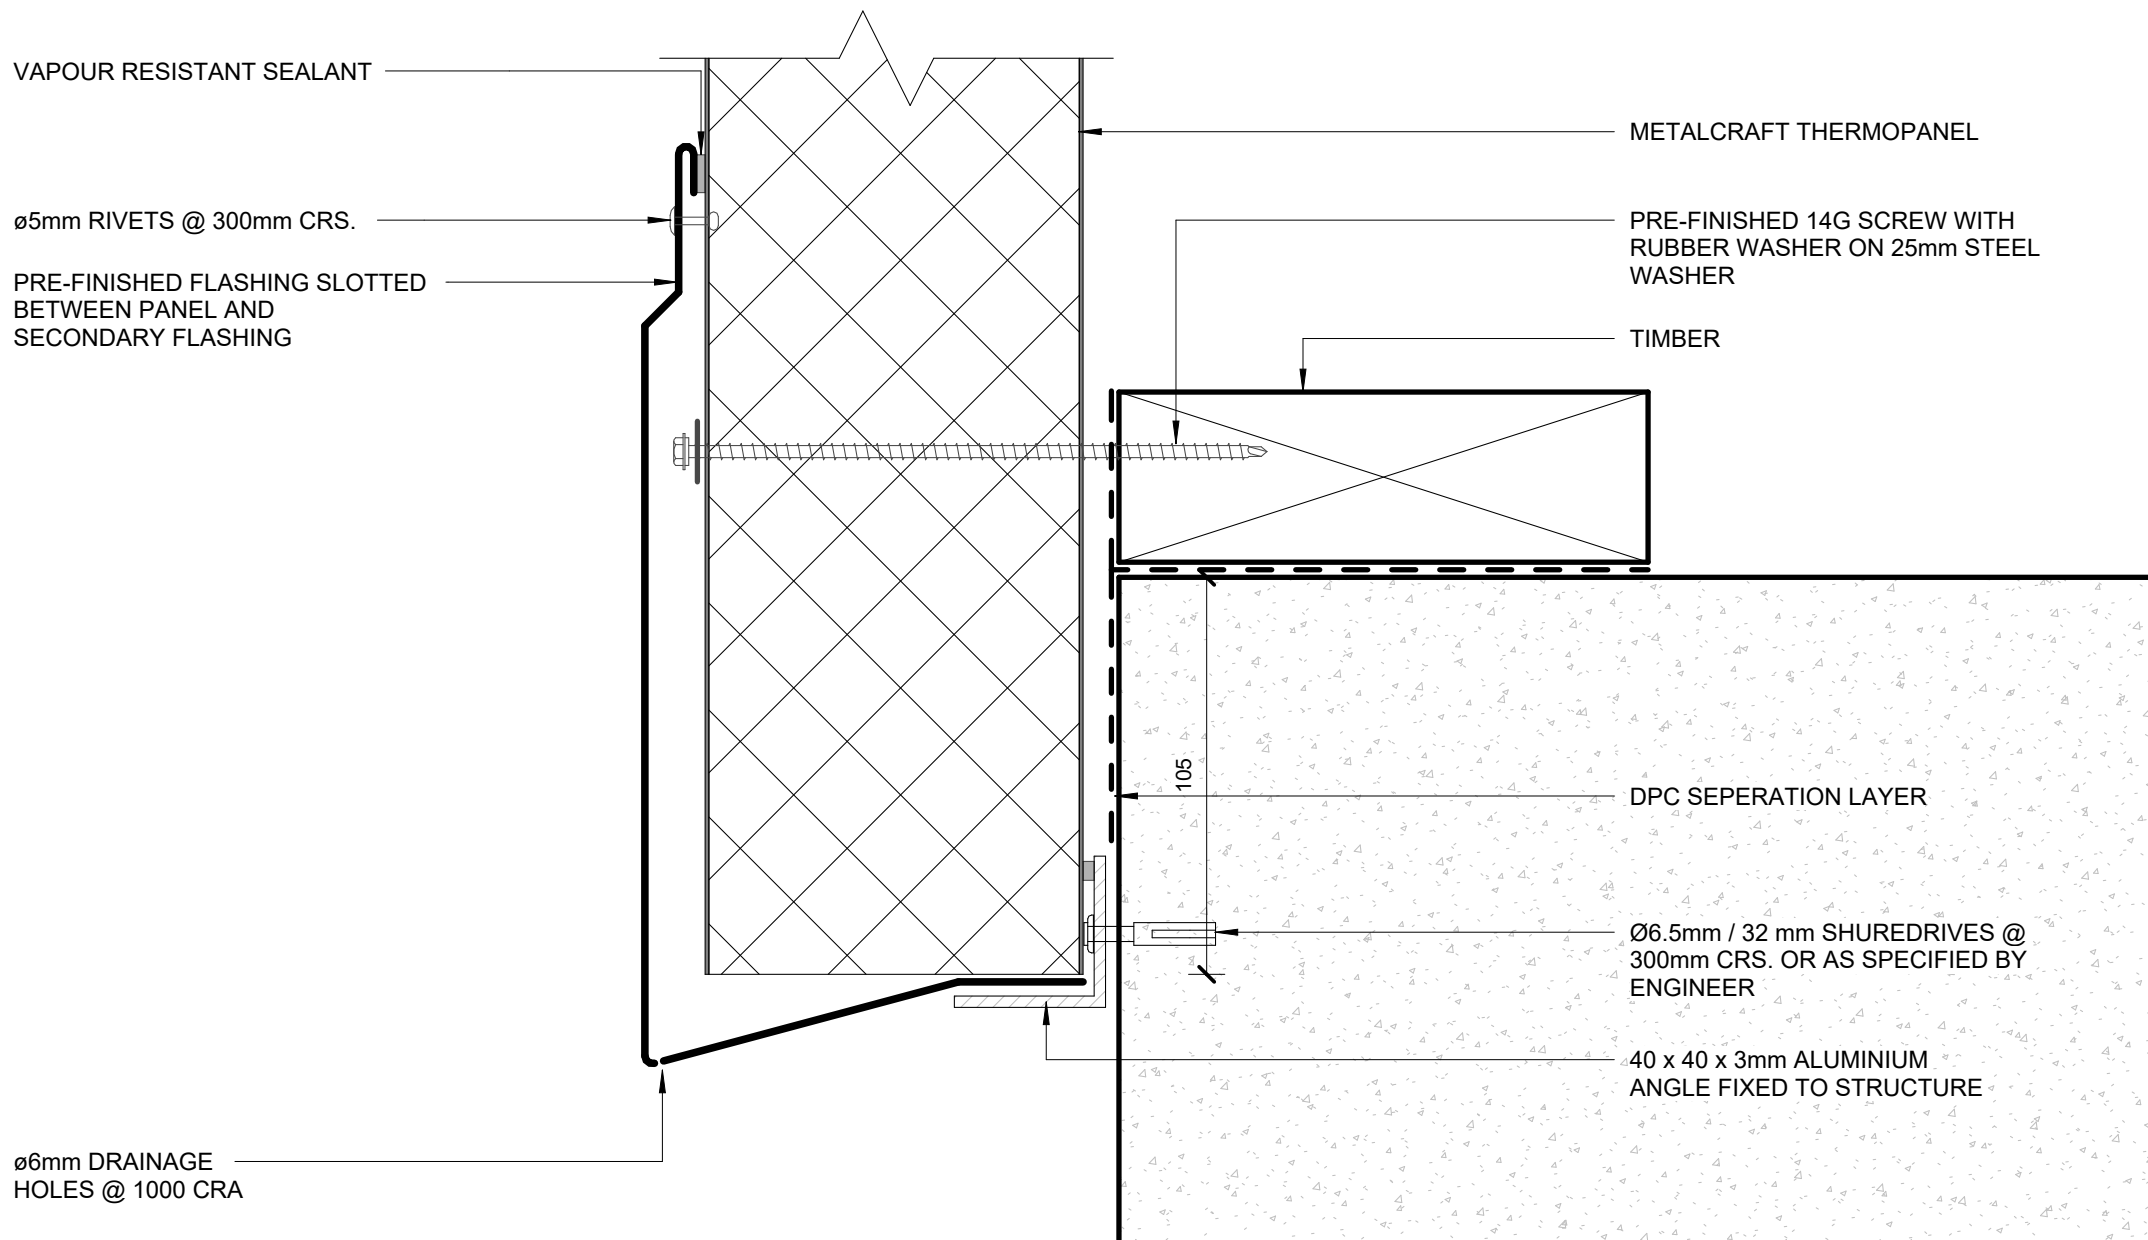 VAPOUR RESISTANT SEALANT
ø5mm RIVETS @ 300mm CRS.
PRE-FINISHED FLASHING SLOTTED
BETWEEN PANEL AND
SECONDARY FLASHING
ø6mm DRAINAGE
HOLES @ 1000 CRA
METALCRAFT THERMOPANEL
PRE-FINISHED 14G SCREW WITH
RUBBER WASHER ON 25mm STEEL
WASHER
TIMBER
105
DPC SEPERATION LAYER
Ø6.5mm / 32 mm SHUREDRIVES @
300mm CRS. OR AS SPECIFIED BY
ENGINEER
40 x 40 x 3mm ALUMINIUM
ANGLE FIXED TO STRUCTURE